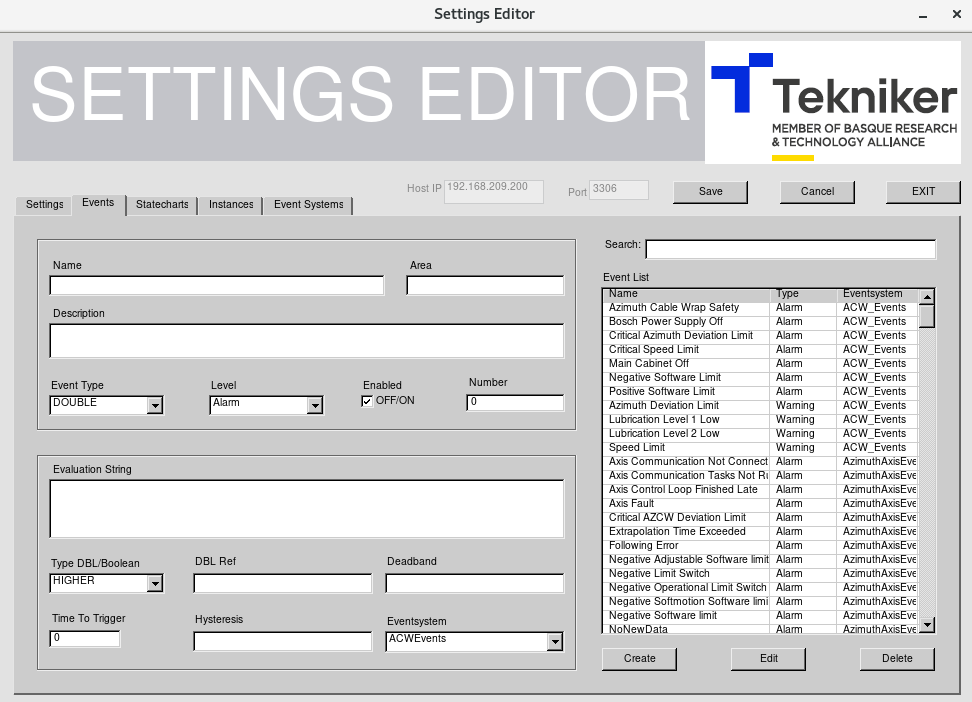 Settings Editor
SETTINGS EDITOR
Tekniker
MEMBER OF BASQUE RESEARCH
& TECHNOLOGY ALLIANCE
Host IP 192.168.209.200 Port 3306 Save Cancel EXIT
Settings Events Statecharts Instances Event Systems
Name Area
Description
Event Type Level Enabled Number
DOUBLE Alarm OFF/ON 0
Evaluation String
Type DBL/Boolean DBL Ref Deadband
HIGHER
Time To Trigger Hysteresis Eventsystem
0 ACWEvents
Search:
Event List
Name Type Eventsystem
Azimuth Cable Wrap Safety Alarm ACW_Events
Bosch Power Supply Off Alarm ACW_Events
Critical Azimuth Deviation Limit Alarm ACW_Events
Critical Speed Limit Alarm ACW_Events
Main Cabinet Off Alarm ACW_Events
Negative Software Limit Alarm ACW_Events
Positive Software Limit Alarm ACW_Events
Azimuth Deviation Limit Warning ACW_Events
Lubrication Level 1 Low Warning ACW_Events
Lubrication Level 2 Low Warning ACW_Events
Speed Limit Warning ACW_Events
Axis Communication Not Connect Alarm AzimuthAxisEve
Axis Communication Tasks Not Ru Alarm AzimuthAxisEve
Axis Control Loop Finished Late Alarm AzimuthAxisEve
Axis Fault Alarm AzimuthAxisEve
Critical AZCW Deviation Limit Alarm AzimuthAxisEve
Extrapolation Time Exceeded Alarm AzimuthAxisEve
Following Error Alarm AzimuthAxisEve
Negative Adjustable Software limit Alarm AzimuthAxisEve
Negative Limit Switch Alarm AzimuthAxisEve
Negative Operational Limit Switch Alarm AzimuthAxisEve
Negative Softmotion Software limi Alarm AzimuthAxisEve
Negative Software limit Alarm AzimuthAxisEve
NoNewData Alarm AzimuthAxisEve
Create Edit Delete